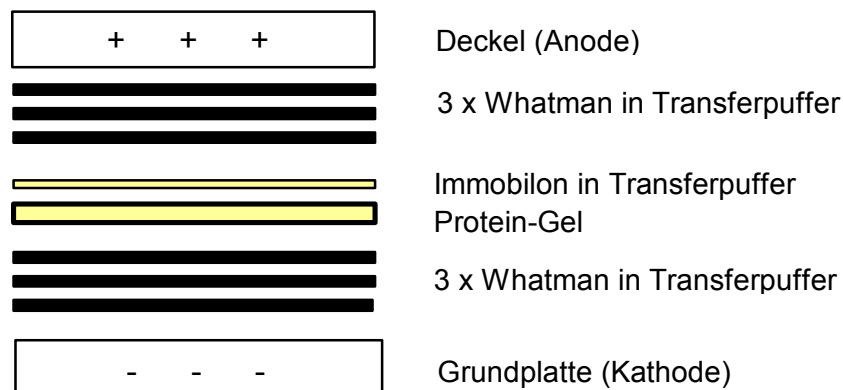 + + + Deckel (Anode)
3 x Whatman in Transferpuffer
Immobilon in Transferpuffer
Protein-Gel
3 x Whatman in Transferpuffer
- - - Grundplatte (Kathode)